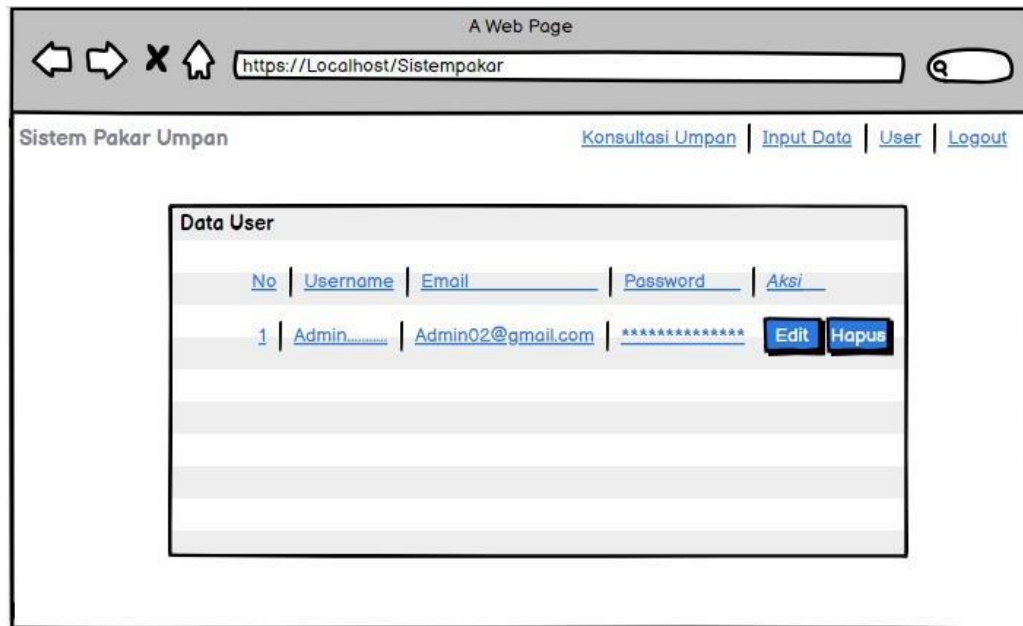 A Web Page
https://Localhost/Sistempakar
Sistem Pakar Umpan Konsultasi Umpan | Input Data | User | Logout
Data User
No | Username | Email | Password | Aksi
1 | Admin.......... | Admin02@gmail.com | ************** Edit Hapus